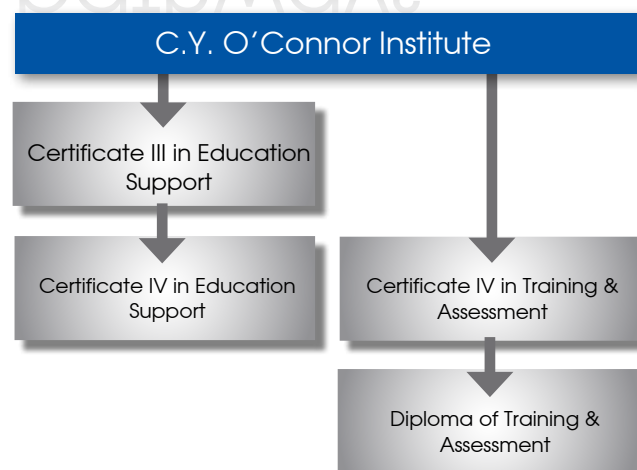 C.Y. O’Connor Institute
Certificate III in Education
Support
Certificate IV in Education
Support
Certificate IV in Training &
Assessment
Diploma of Training &
Assessment